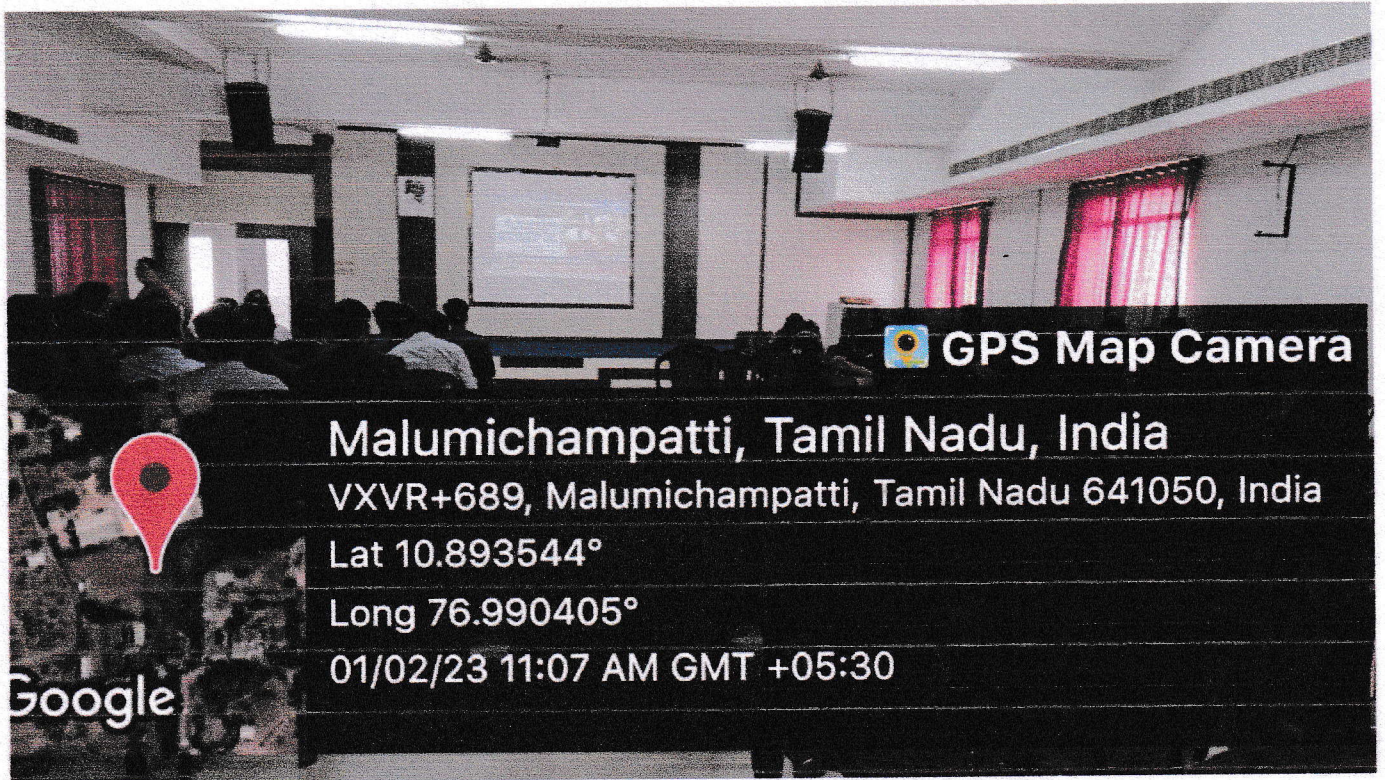 GPS Map Camera
Malumichampatti, Tamil Nadu, India
VXVR+689, Malumichampatti, Tamil Nadu 641050, India
Lat 10.893544°
Long 76.990405°
01/02/23 11:07 AM GMT +05:30
Google